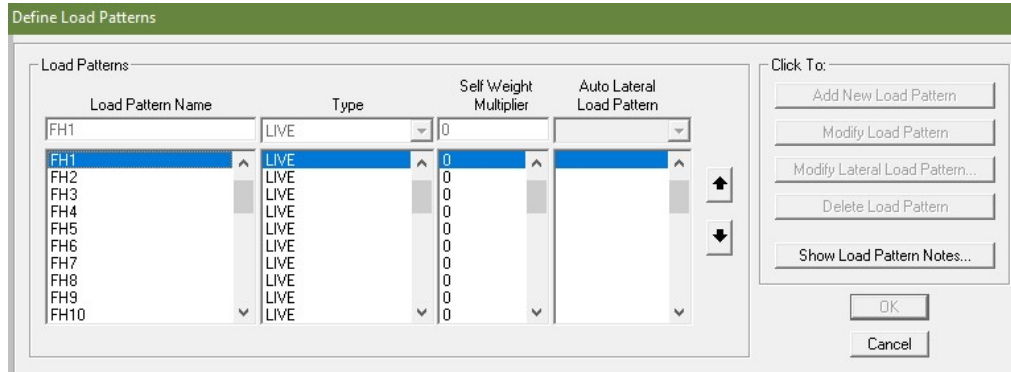 Define Load Patterns
Load Patterns
Load Pattern Name Type Self Weight Multiplier Auto Lateral Load Pattern
FH1 LIVE 0
FH1 LIVE 0
FH2 LIVE 0
FH3 LIVE 0
FH4 LIVE 0
FH5 LIVE 0
FH6 LIVE 0
FH7 LIVE 0
FH8 LIVE 0
FH9 LIVE 0
FH10 LIVE 0
Click To:
Add New Load Pattern
Modify Load Pattern
Modify Lateral Load Pattern...
Delete Load Pattern
Show Load Pattern Notes...
OK
Cancel